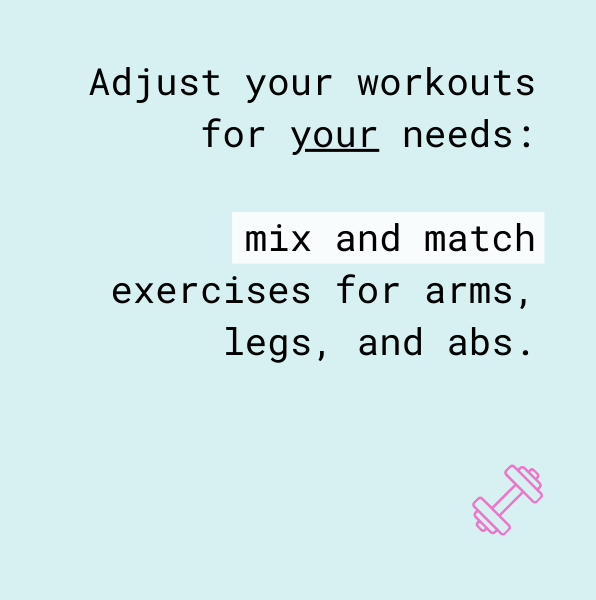 Adjust your workouts
for your needs:
mix and match
exercises for arms,
legs, and abs.